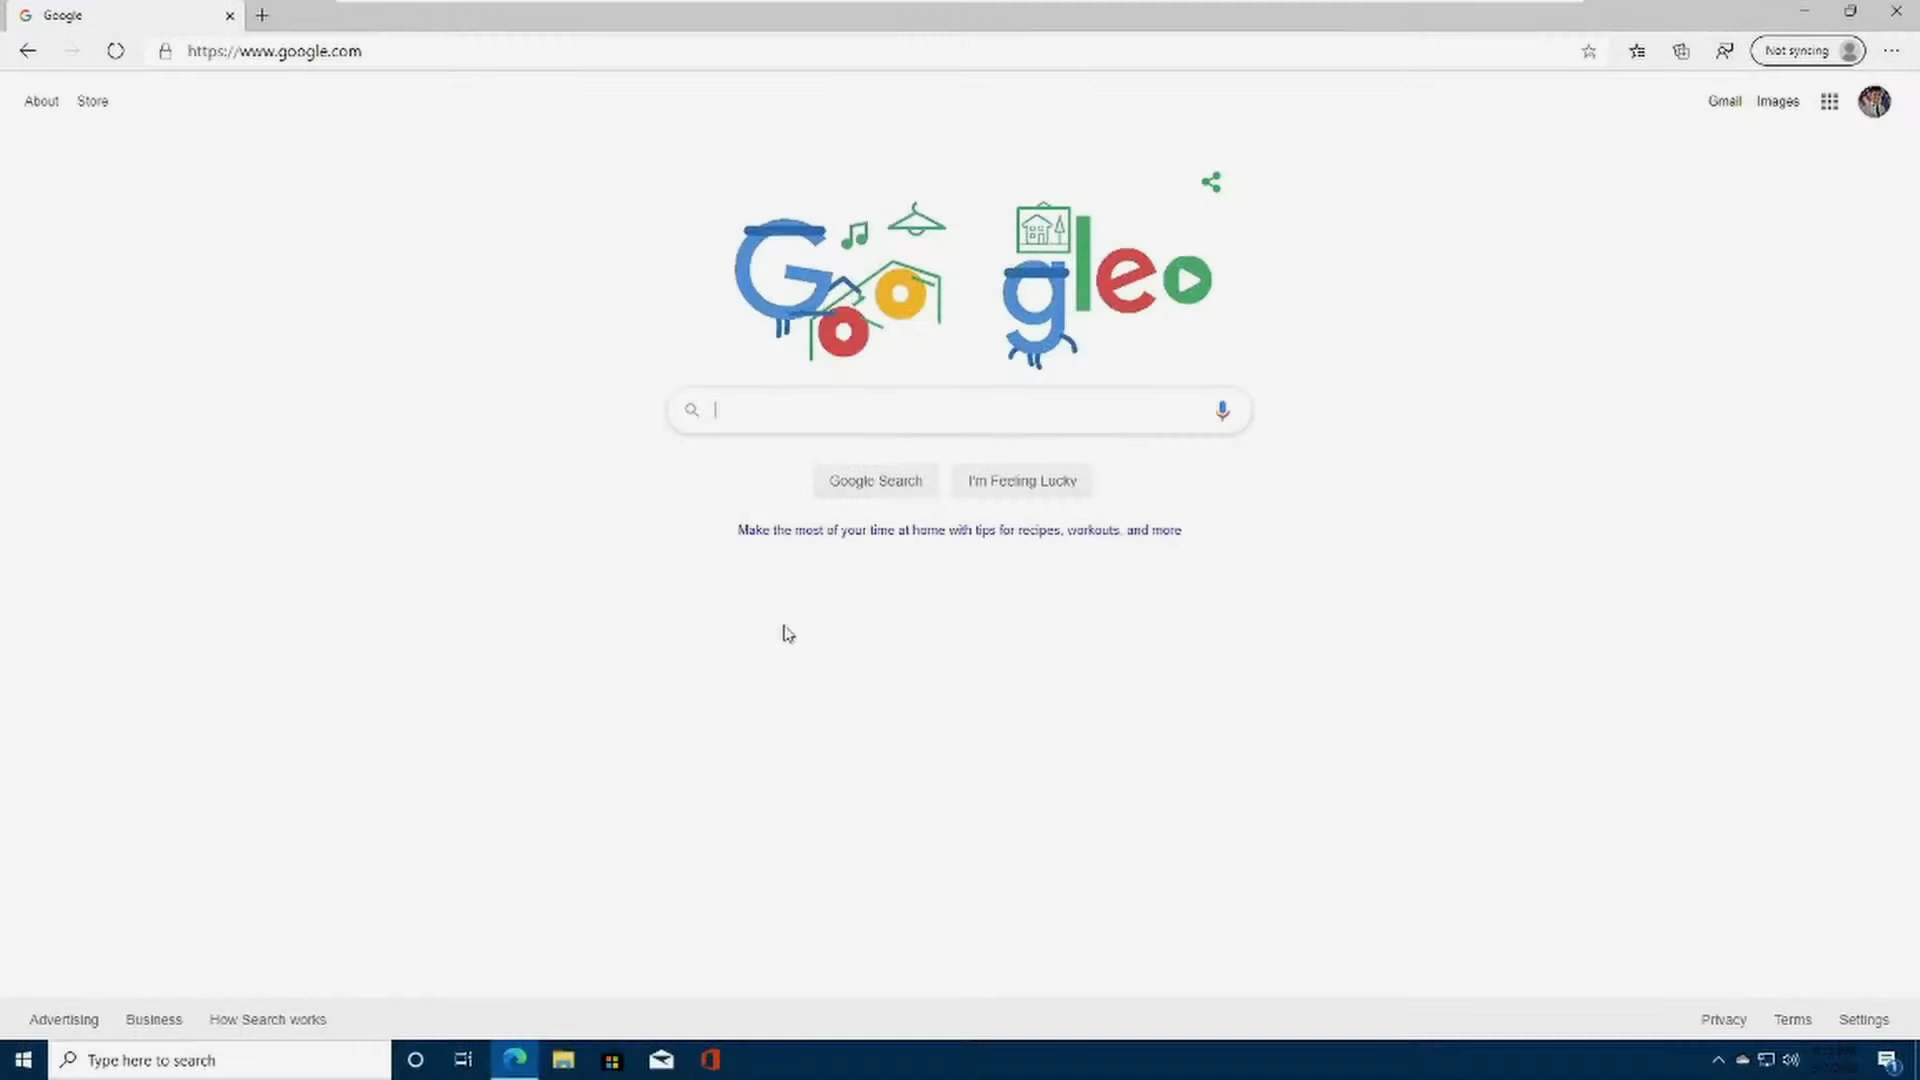 Google
https://www.google.com
Not syncing
About Store
Gmail Images
Google
Google Search I'm Feeling Lucky
Make the most of your time at home with tips for recipes, workouts, and more
Advertising Business How Search works
Privacy Terms Settings
Type here to search
1